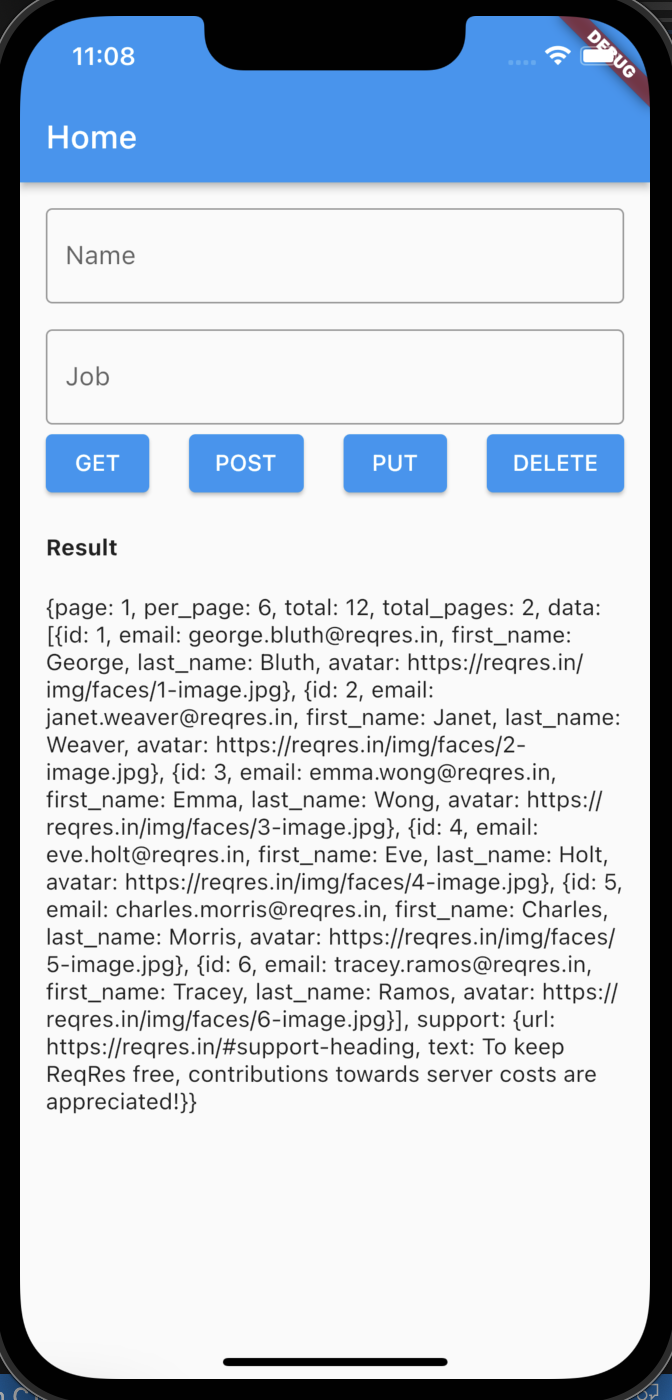 11:08
DEBUG
Home
Name
Job
GET POST PUT DELETE
Result
{page: 1, per_page: 6, total: 12, total_pages: 2, data:
[{id: 1, email: george.bluth@reqres.in, first_name:
George, last_name: Bluth, avatar: https://reqres.in/
img/faces/1-image.jpg}, {id: 2, email:
janet.weaver@reqres.in, first_name: Janet, last_name:
Weaver, avatar: https://reqres.in/img/faces/2-
image.jpg}, {id: 3, email: emma.wong@reqres.in,
first_name: Emma, last_name: Wong, avatar: https://
reqres.in/img/faces/3-image.jpg}, {id: 4, email:
eve.holt@reqres.in, first_name: Eve, last_name: Holt,
avatar: https://reqres.in/img/faces/4-image.jpg}, {id: 5,
email: charles.morris@reqres.in, first_name: Charles,
last_name: Morris, avatar: https://reqres.in/img/faces/
5-image.jpg}, {id: 6, email: tracey.ramos@reqres.in,
first_name: Tracey, last_name: Ramos, avatar: https://
reqres.in/img/faces/6-image.jpg}], support: {url:
https://reqres.in/#support-heading, text: To keep
ReqRes free, contributions towards server costs are
appreciated!}}